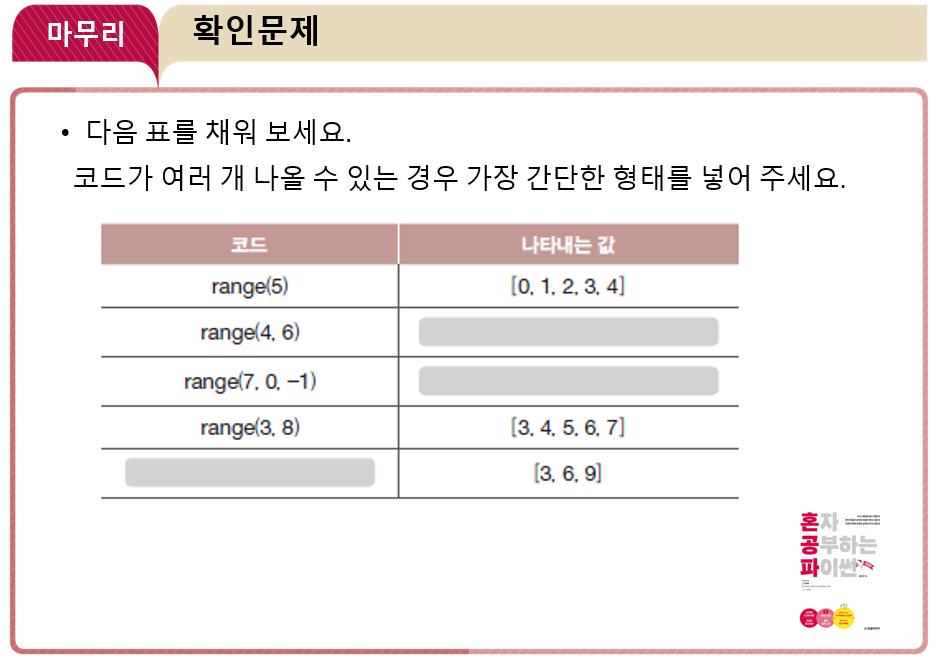 마무리
확인문제
• 다음 표를 채워 보세요.
코드가 여러 개 나올 수 있는 경우 가장 간단한 형태를 넣어 주세요.
코드 나타내는 값
range(5) [0, 1, 2, 3, 4]
range(4, 6)
range(7, 0, –1)
range(3, 8) [3, 4, 5, 6, 7]
[3, 6, 9]
혼자
공부하는
파이썬